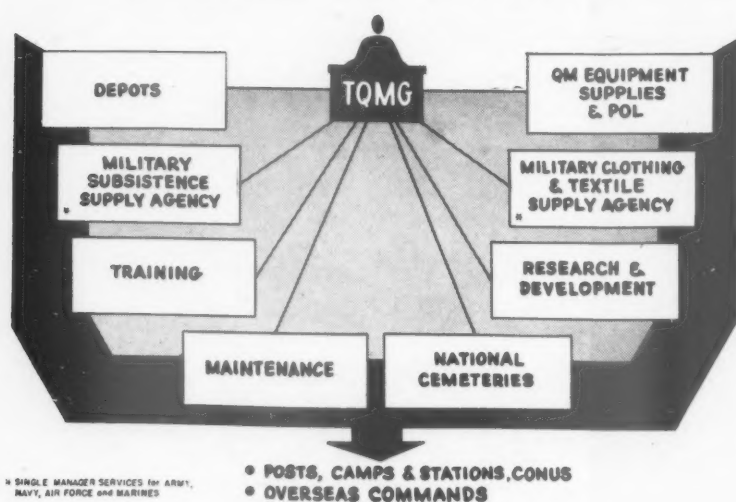 TQMG
DEPOTS
QM EQUIPMENT
SUPPLIES
& POL
* MILITARY
SUBSISTENCE
SUPPLY AGENCY
MILITARY CLOTHING
& TEXTILE
* SUPPLY AGENCY
TRAINING
RESEARCH &
DEVELOPMENT
MAINTENANCE
NATIONAL
CEMETERIES
* SINGLE MANAGER SERVICES for ARMY,
NAVY, AIR FORCE and MARINES
• POSTS, CAMPS & STATIONS, CONUS
• OVERSEAS COMMANDS